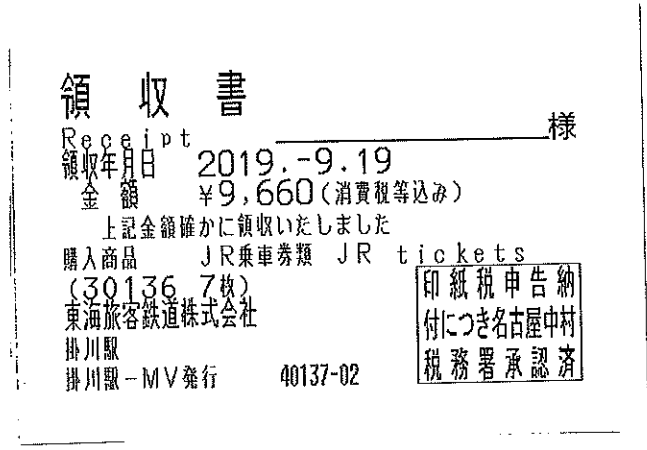 領収書
Receipt 様
領収年月日 2019.-9.19
金額 ¥9,660(消費税等込み)
上記金額確かに領収いたしました
購入商品 JR乗車券類 JR tickets
(30136 7枚)
東海旅客鉄道株式会社
掛川駅
掛川駅-MV発行 40137-02
印紙税申告納
付につき名古屋中村
税務署承認済